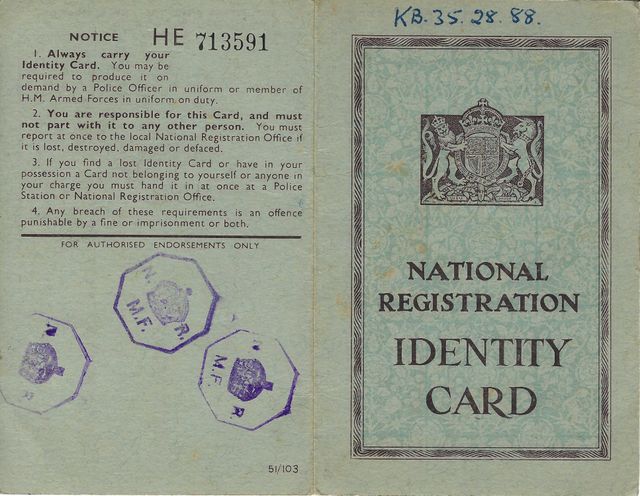 NOTICE HE 713591
1. Always carry your
Identity Card. You may be
required to produce it on
demand by a Police Officer in uniform or member of
H.M. Armed Forces in uniform on duty.
2. You are responsible for this Card, and must
not part with it to any other person. You must
report at once to the local National Registration Office if
it is lost, destroyed, damaged or defaced.
3. If you find a lost Identity Card or have in your
possession a Card not belonging to yourself or anyone in
your charge you must hand it in at once at a Police
Station or National Registration Office.
4. Any breach of these requirements is an offence
punishable by a fine or imprisonment or both.
FOR AUTHORISED ENDORSEMENTS ONLY
N. R.
M.F.
N R
N R
M.F.
51/103
KB. 35. 28. 88.
NATIONAL
REGISTRATION
IDENTITY
CARD